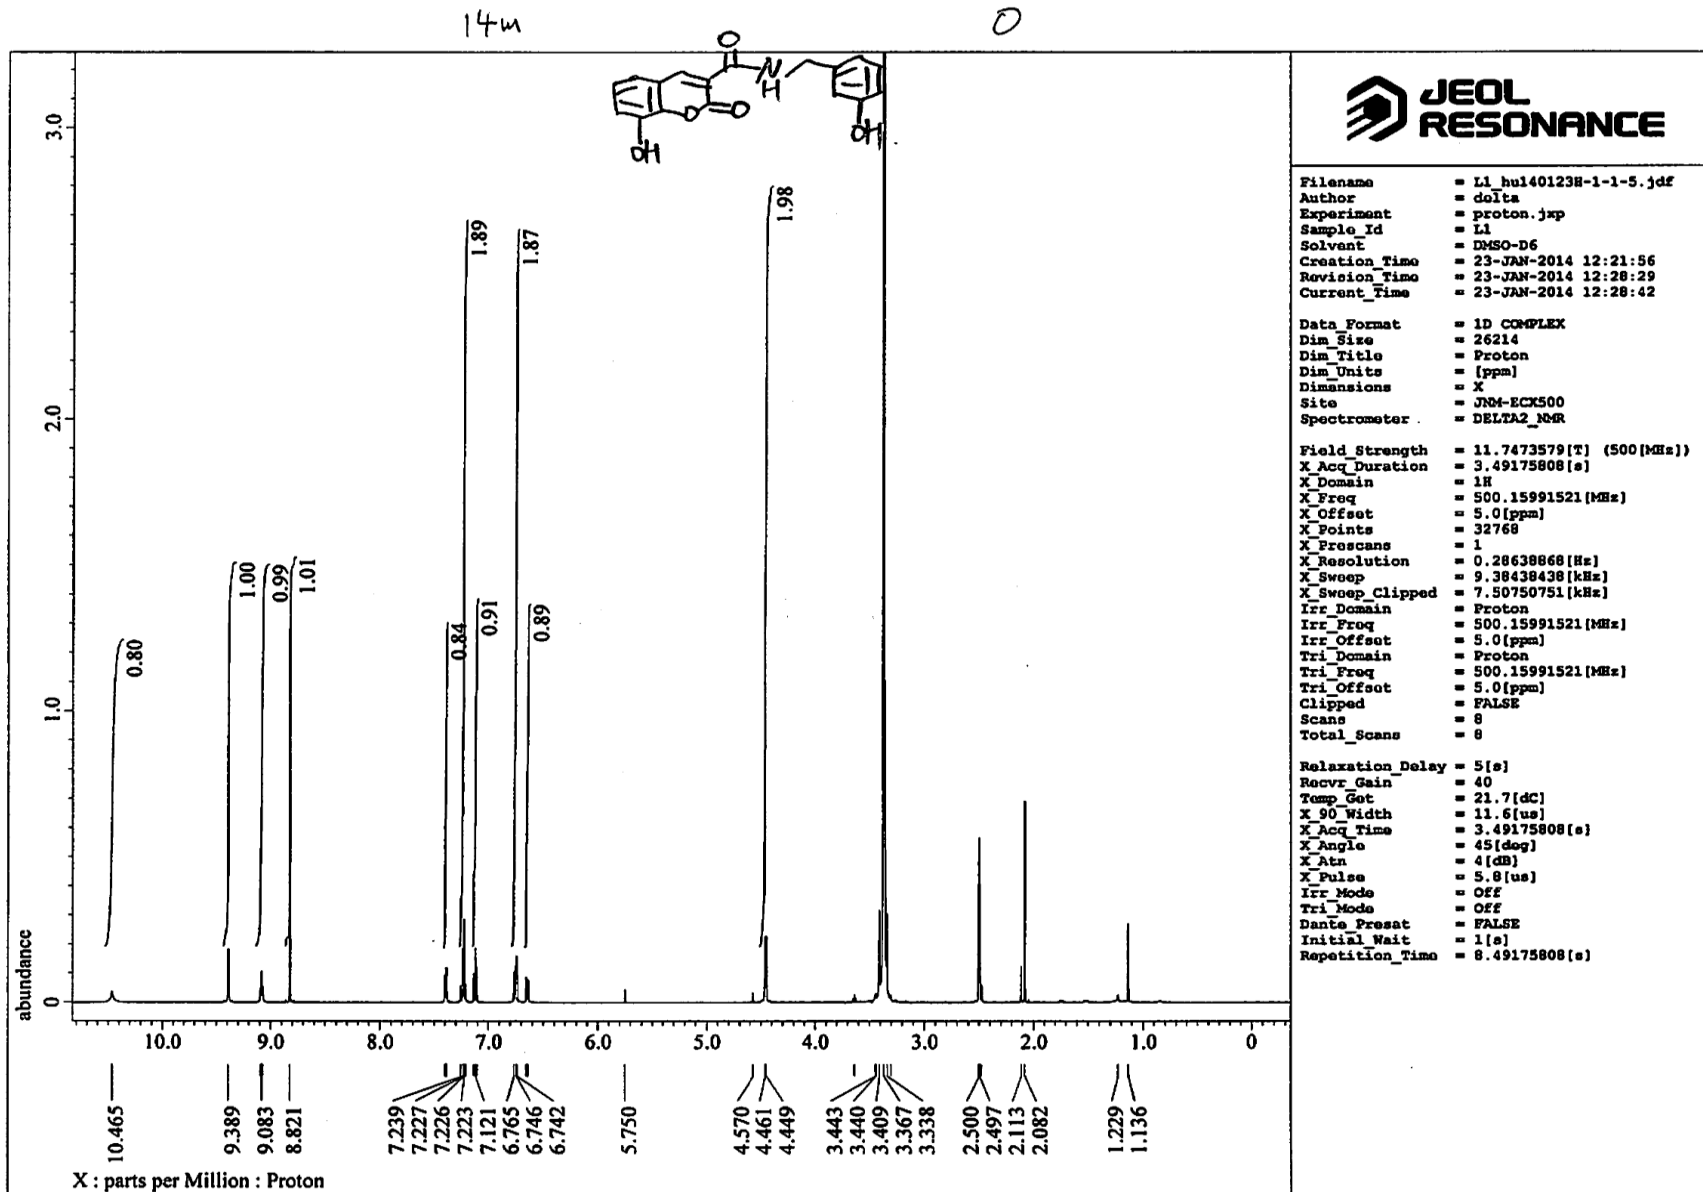 14m
O
O
N
H
O
O
OH
OH
JEOL
RESONANCE
Filename = L1_hu140123H-1-1-5.jdf
Author = delta
Experiment = proton.jxp
Sample_Id = L1
Solvent = DMSO-D6
Creation_Time = 23-JAN-2014 12:21:56
Revision_Time = 23-JAN-2014 12:28:29
Current_Time = 23-JAN-2014 12:28:42
Data_Format = 1D COMPLEX
Dim_Size = 26214
Dim_Title = Proton
Dim_Units = [ppm]
Dimensions = X
Site = JNM-ECX500
Spectrometer = DELTA2_NMR
Field_Strength = 11.7473579[T] (500[MHz])
X_Acq_Duration = 3.49175808[s]
X_Domain = 1H
X_Freq = 500.15991521[MHz]
X_Offset = 5.0[ppm]
X_Points = 32768
X_Prescans = 1
X_Resolution = 0.28638868[Hz]
X_Sweep = 9.38438438[kHz]
X_Sweep_Clipped = 7.50750751[kHz]
Irr_Domain = Proton
Irr_Freq = 500.15991521[MHz]
Irr_Offset = 5.0[ppm]
Tri_Domain = Proton
Tri_Freq = 500.15991521[MHz]
Tri_Offset = 5.0[ppm]
Clipped = FALSE
Scans = 8
Total_Scans = 8
Relaxation_Delay = 5[s]
Recvr_Gain = 40
Temp_Get = 21.7[dC]
X_90_Width = 11.6[us]
X_Acq_Time = 3.49175808[s]
X_Angle = 45[deg]
X_Atn = 4[dB]
X_Pulse = 5.8[us]
Irr_Mode = Off
Tri_Mode = Off
Dante_Presat = FALSE
Initial_Wait = 1[s]
Repetition_Time = 8.49175808[s]
3.0
2.0
1.0
0
abundance
0.80
1.00
0.99
1.01
0.84
1.89
0.91
1.87
0.89
1.98
10.0 9.0 8.0 7.0 6.0 5.0 4.0 3.0 2.0 1.0 0
10.465
9.389
9.083
8.821
7.239
7.227
7.226
7.223
7.121
6.765
6.746
6.742
5.750
4.570
4.461
4.449
3.443
3.440
3.409
3.367
3.338
2.500
2.497
2.113
2.082
1.229
1.136
X : parts per Million : Proton